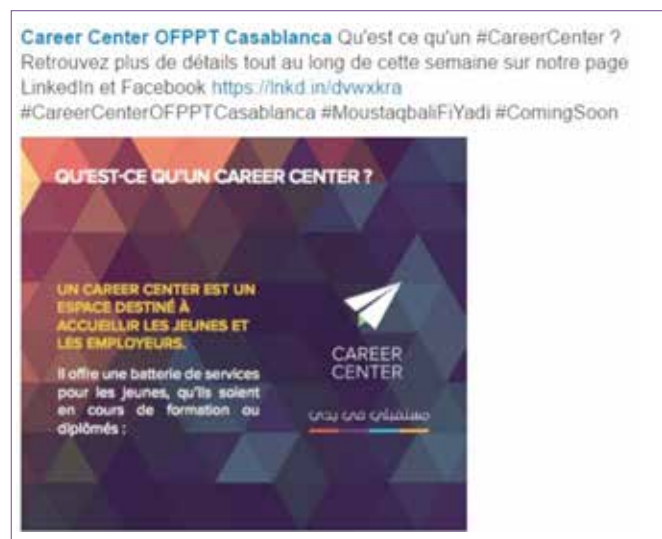 Career Center OFPPT Casablanca Qu'est ce qu'un #CareerCenter ?
Retrouvez plus de détails tout au long de cette semaine sur notre page
LinkedIn et Facebook https://lnkd.in/dvwxkra
#CareerCenterOFPPTCasablanca #MoustaqbaliFiYadi #ComingSoon
QU'EST-CE QU'UN CAREER CENTER ?
UN CAREER CENTER EST UN
ESPACE DESTINÉ À
ACCUEILLIR LES JEUNES ET
LES EMPLOYEURS.
Il offre une batterie de services
pour les jeunes, qu'ils soient
en cours de formation ou
diplômés :
CAREER
CENTER
مستقبلي في يدي